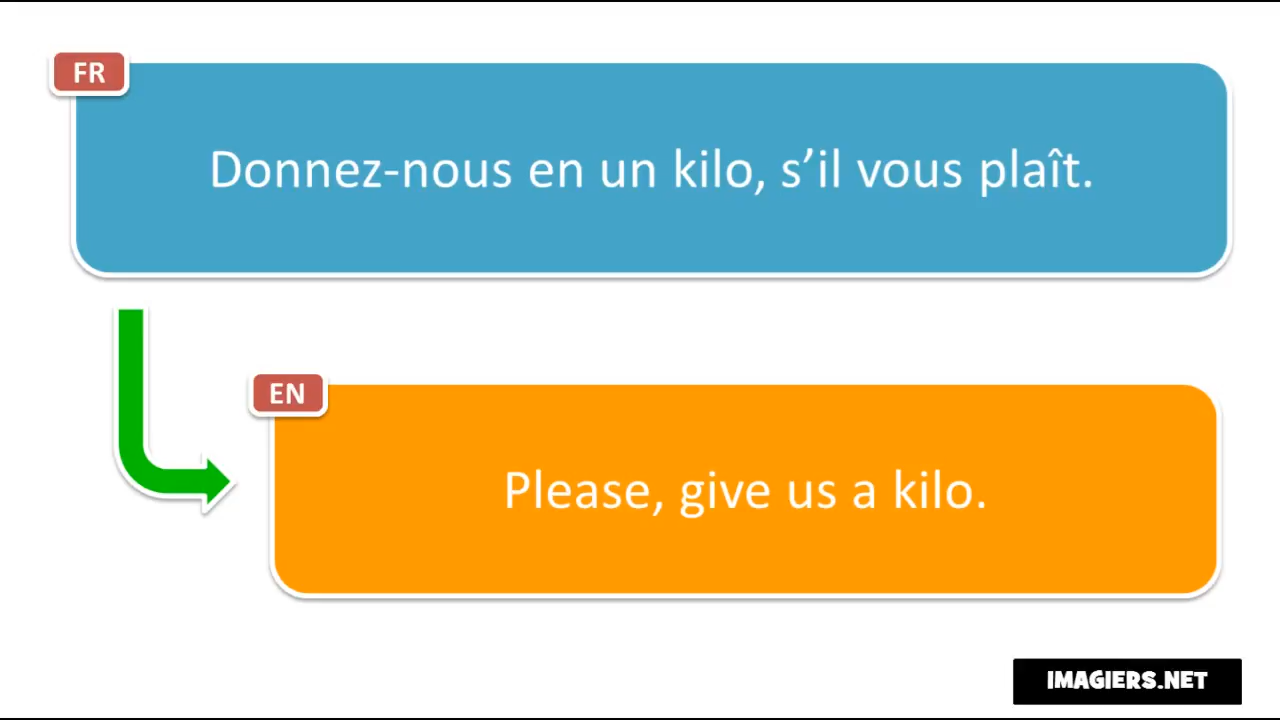 FR
Donnez-nous en un kilo, s’il vous plaît.
EN
Please, give us a kilo.
IMAGIERS.NET